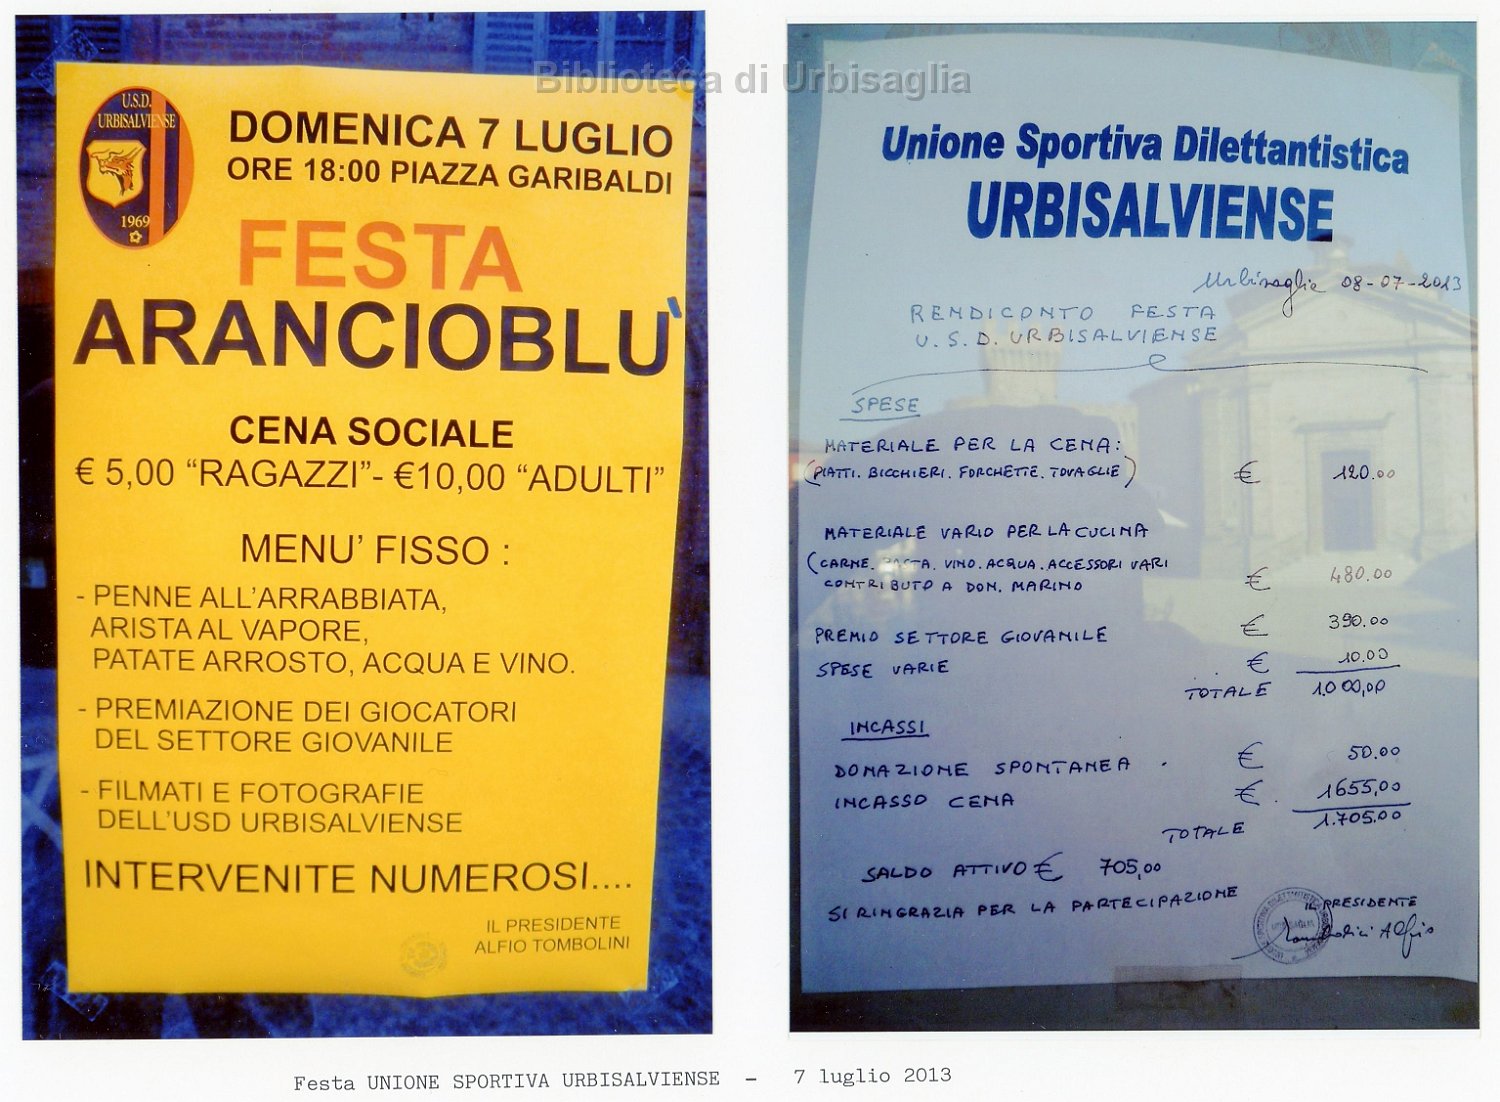 Biblioteca di Urbisaglia
U.S.D.
URBISALVIENSE
1969
DOMENICA 7 LUGLIO
ORE 18:00 PIAZZA GARIBALDI
FESTA
ARANCIOBLU'
CENA SOCIALE
€ 5,00 “RAGAZZI”- €10,00 “ADULTI”
MENU’ FISSO :
- PENNE ALL’ARRABBIATA,
ARISTA AL VAPORE,
PATATE ARROSTO, ACQUA E VINO.
- PREMIAZIONE DEI GIOCATORI
DEL SETTORE GIOVANILE
- FILMATI E FOTOGRAFIE
DELL’USD URBISALVIENSE
INTERVENITE NUMEROSI....
IL PRESIDENTE
ALFIO TOMBOLINI
Unione Sportiva Dilettantistica
URBISALVIENSE
Urbisaglia 08-07-2013
RENDICONTO FESTA
U.S.D. URBISALVIENSE
SPESE
MATERIALE PER LA CENA:
(PIATTI. BICCHIERI. FORCHETTE. TOVAGLIE) € 120.00
MATERIALE VARIO PER LA CUCINA
(CARNE. PASTA. VINO. ACQUA. ACCESSORI VARI
CONTRIBUTO A DON. MARINO € 480.00
PREMIO SETTORE GIOVANILE € 390.00
SPESE VARIE € 10.00
TOTALE 1.000,00
INCASSI
DONAZIONE SPONTANEA . € 50.00
INCASSO CENA €. 1655,00
TOTALE 1.705.00
SALDO ATTIVO € 705,00
SI RINGRAZIA PER LA PARTECIPAZIONE
IL PRESIDENTE
Tombolini Alfio
Festa UNIONE SPORTIVA URBISALVIENSE - 7 luglio 2013